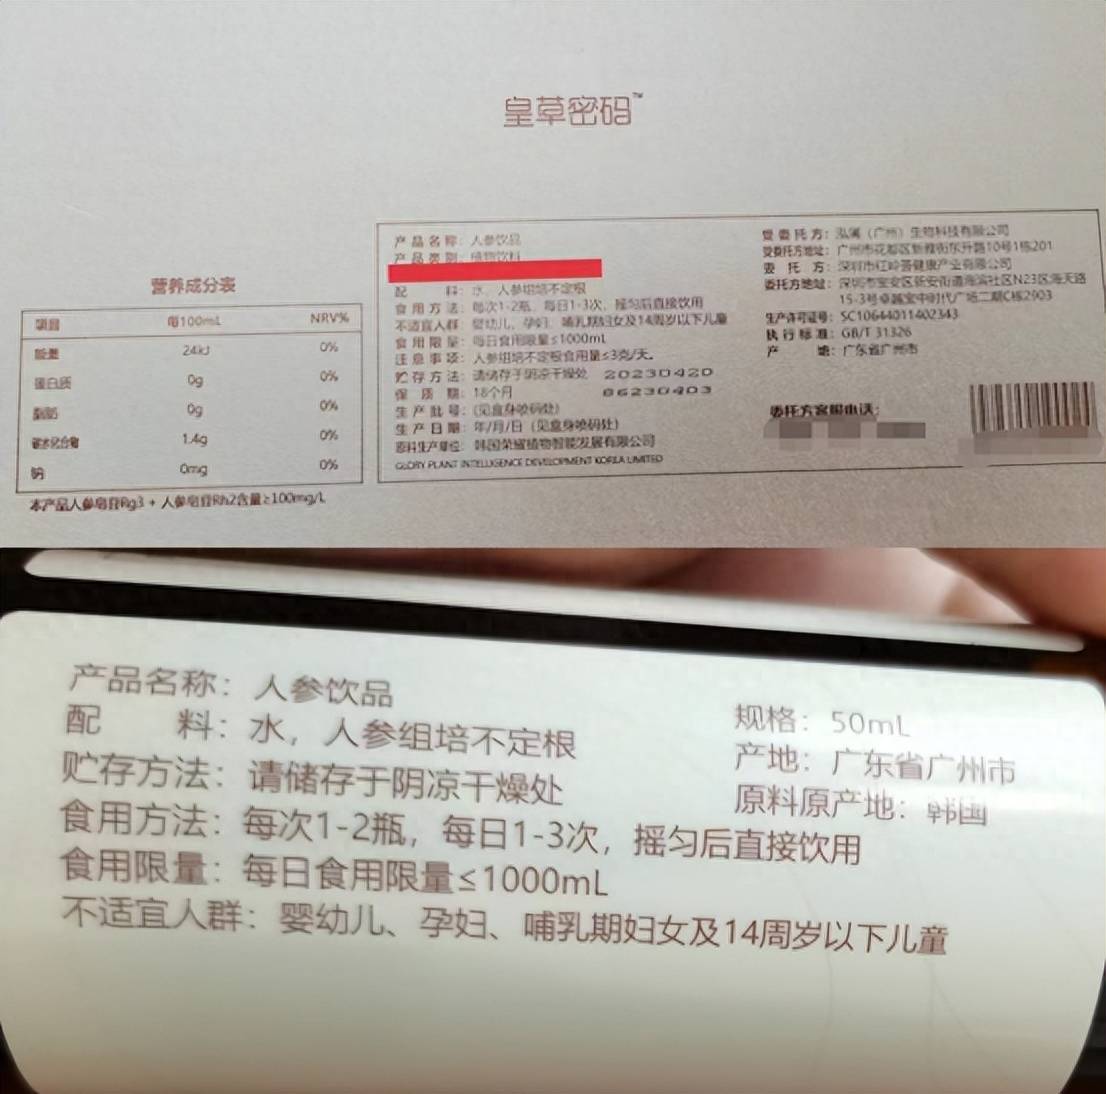 皇草密码™
营养成分表
项目 每100mL NRV%
能量 24kJ 0%
蛋白质 0g 0%
脂肪 0g 0%
碳水化合物 1.4g 0%
钠 0mg 0%
本产品人参皂苷Rg3 + 人参皂苷Rh2含量≥100mg/L
产品名称：人参饮品
产品类别：植物饮料
配料：水、人参组培不定根
食用方法：每次1-2瓶，每日1-3次，摇匀后直接饮用
不适宜人群：婴幼儿、孕妇、哺乳期妇女及14周岁以下儿童
食用限量：每日食用限量≤1000mL
注意事项：人参组培不定根食用量≤3克/天。
贮存方法：请储存于阴凉干燥处 20230420
保质期：18个月 06230403
生产批号：(见盒身喷码处)
生产日期：年/月/日（见盒身喷码处）
原料生产单位：韩国荣耀植物智能发展有限公司
GLORY PLANT INTELLIGENCE DEVELOPMENT KOREA LIMITED
受委托方：泓澜（广州）生物科技有限公司
受委托方地址：广州市花都区新雅街东升路10号1栋201
委托方：深圳市红岭荟健康产业有限公司
委托方地址：深圳市宝安区新安街道海滨社区N23区海天路
15-3号卓越宝中时代广场二期C栋2903
生产许可证号：SC10644011402343
执行标准：GB/T 31326
产地：广东省广州市
委托方客服电话：
产品名称：人参饮品
配料：水，人参组培不定根
贮存方法：请储存于阴凉干燥处
食用方法：每次1-2瓶，每日1-3次，摇匀后直接饮用
食用限量：每日食用限量≤1000mL
不适宜人群：婴幼儿、孕妇、哺乳期妇女及14周岁以下儿童
规格：50mL
产地：广东省广州市
原料原产地：韩国